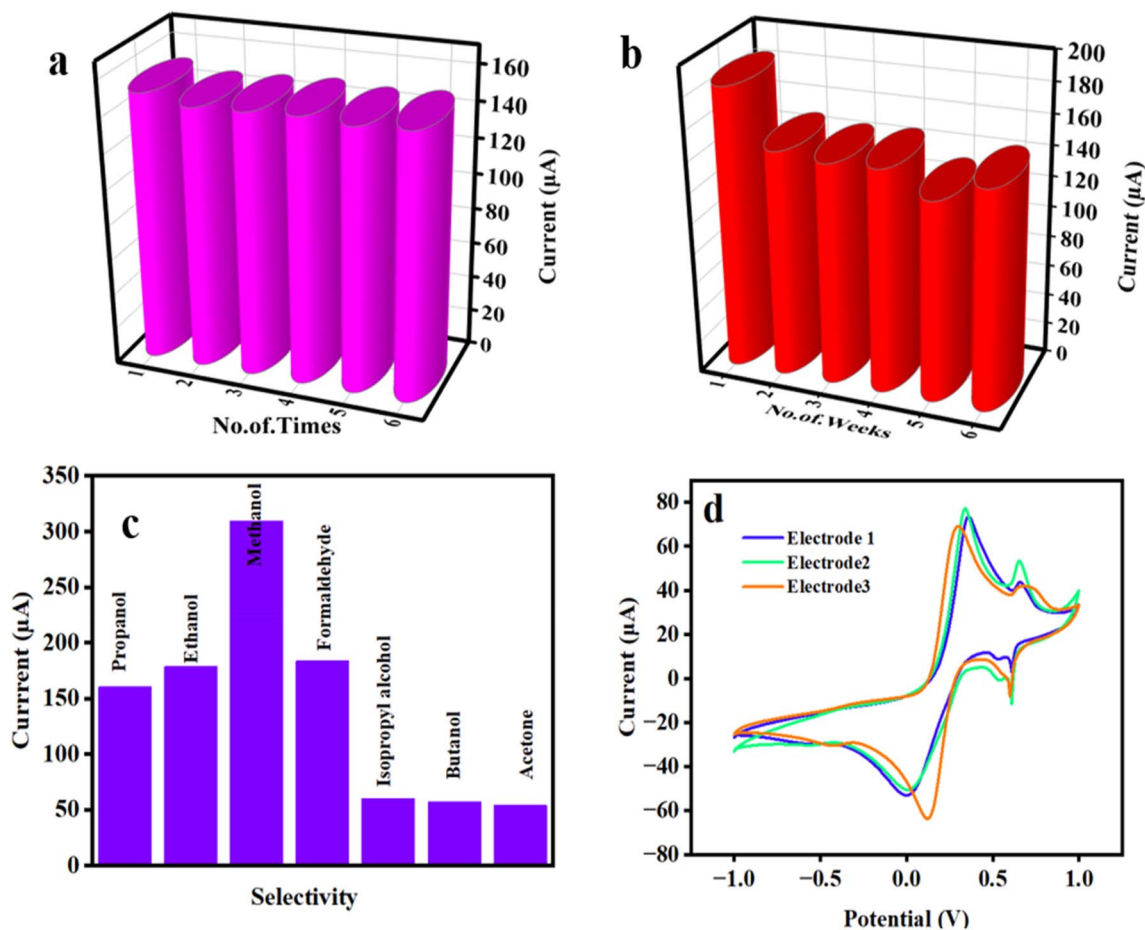 a
160
140
120
100
80
60
40
20
0
Current (μA)
1
2
3
4
5
6
No.of.Times
b
200
180
160
140
120
100
80
60
40
20
0
Current (μA)
1
2
3
4
5
6
No.of.Weeks
c
350
300
250
200
150
100
50
0
Currrent (μA)
Propanol
Ethanol
Methanol
Formaldehyde
Isopropyl alcohol
Butanol
Acetone
Selectivity
d
Electrode 1
Electrode2
Electrode3
80
60
40
20
0
−20
−40
−60
−80
Current (μA)
−1.0
−0.5
0.0
0.5
1.0
Potential (V)